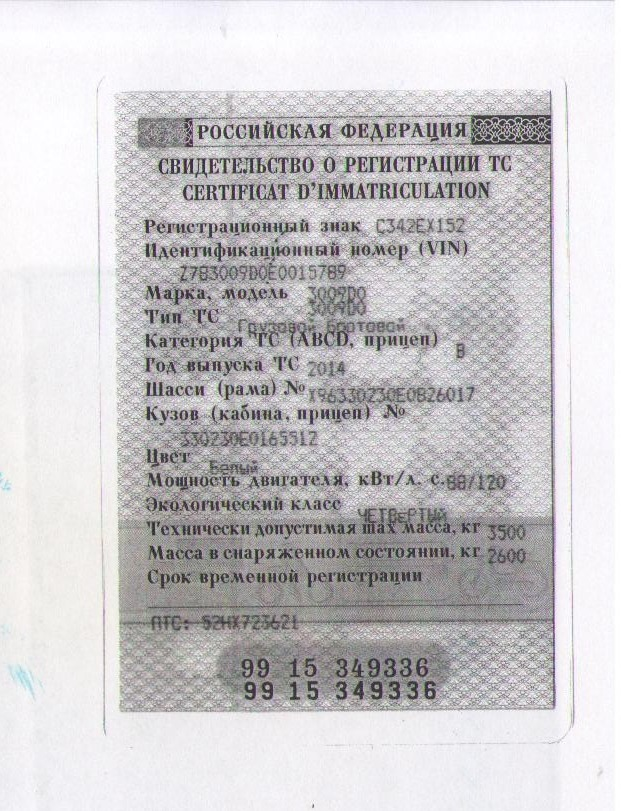 РОССИЙСКАЯ ФЕДЕРАЦИЯ
СВИДЕТЕЛЬСТВО О РЕГИСТРАЦИИ ТС
CERTIFICAT D'IMMATRICULATION
Регистрационный знак С342ЕХ152
Идентификационный номер (VIN)
Z783009D0E0015789
Марка, модель 3009D0
3009D0
Тип ТС
Грузовой Бортовой
Категория ТС (ABCD, прицеп) В
Год выпуска ТС 2014
Шасси (рама) № X96330230E0826017
Кузов (кабина, прицеп) №
330230E0165512
Цвет
Белый
Мощность двигателя, кВт/л. с. 88/120
Экологический класс
ЧЕТВЕРТЫЙ
Технически допустимая max масса, кг 3500
Масса в снаряженном состоянии, кг 2600
Срок временной регистрации
ПТС: 52НХ723621
99 15 349336
99 15 349336